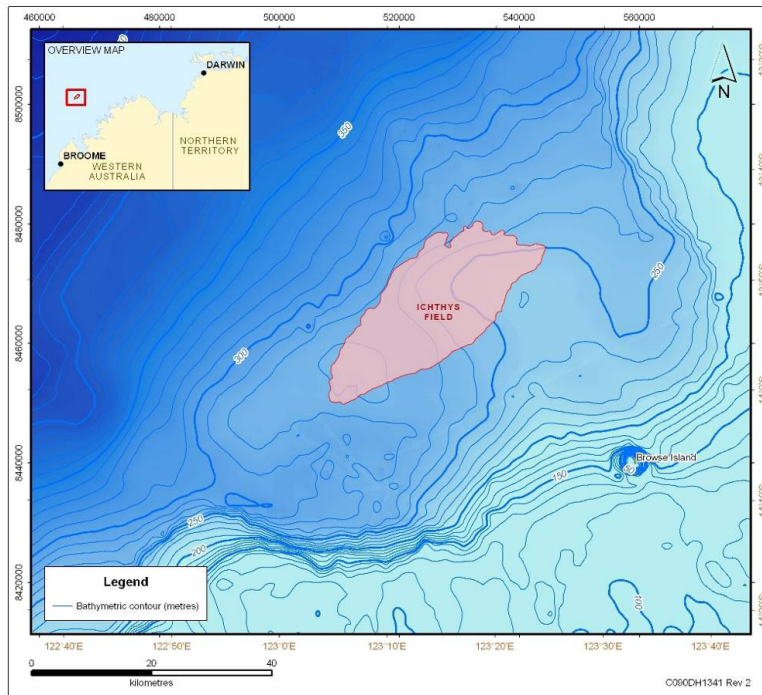 460000 480000 500000 520000 540000 560000
OVERVIEW MAP
DARWIN
NORTHERN
TERRITORY
BROOME
WESTERN
AUSTRALIA
N
8500000
8480000
8460000
8440000
8420000
350
300
250
ICHTHYS
FIELD
Browse Island
50
150
250
200
100
Legend
Bathymetric contour (metres)
122°40'E 122°50'E 123°0'E 123°10'E 123°20'E 123°30'E 123°40'E
0 20 40
kilometres
C090DH1341 Rev 2